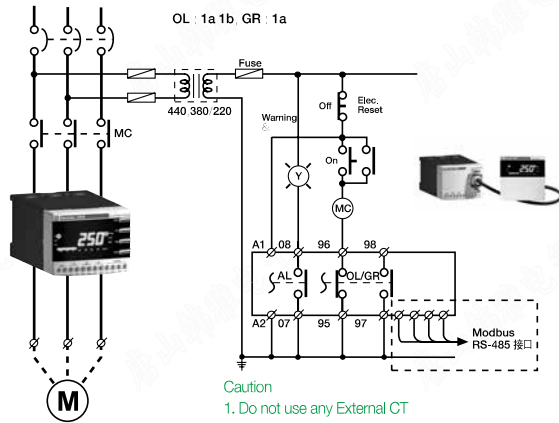 OL : 1a 1b, GR : 1a
Fuse
440 380/220
Off
Elec.
Reset
Warning
&
MC
On
Y
MC
A1 08 96 98
AL
OL/GR
A2 07 95 97
Modbus
RS-485 接口
M
250
250
Caution
1. Do not use any External CT